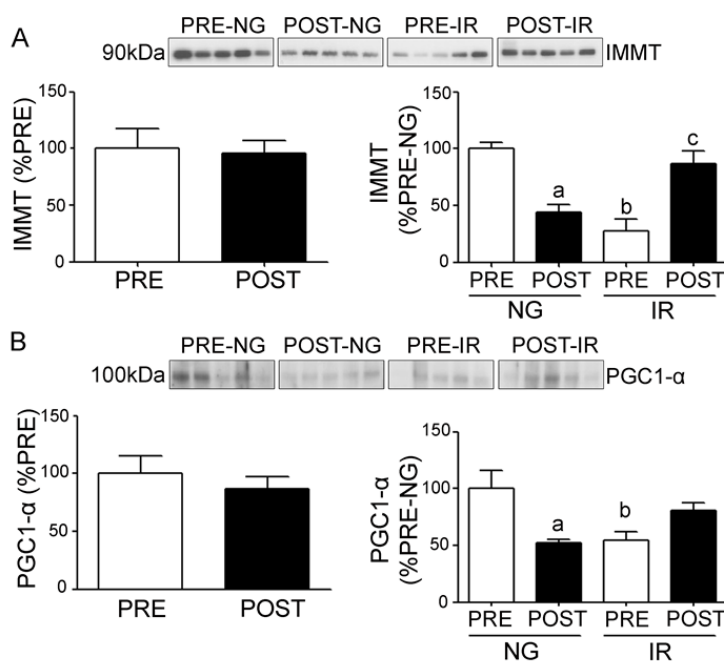 A
PRE-NG POST-NG PRE-IR POST-IR
90kDa IMMT
IMMT (%PRE)
150
100
50
0
PRE POST
IMMT
(%PRE-NG)
150
100
50
0
a b c
PRE POST PRE POST
NG IR
B
PRE-NG POST-NG PRE-IR POST-IR
100kDa PGC1-α
PGC1-α (%PRE)
150
100
50
0
PRE POST
PGC1-α
(%PRE-NG)
150
100
50
0
a b
PRE POST PRE POST
NG IR